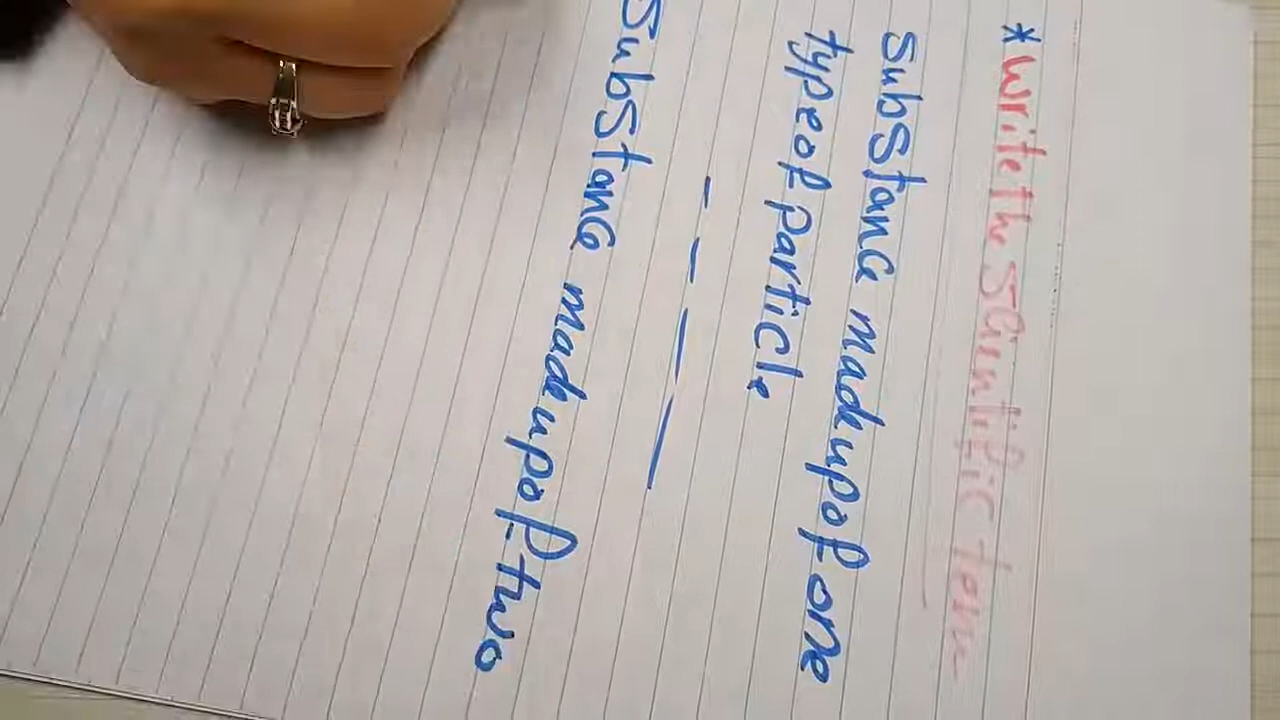 * Write the Scientific term
Substance made up of one
type of particle
- - - -
Substance made up of two